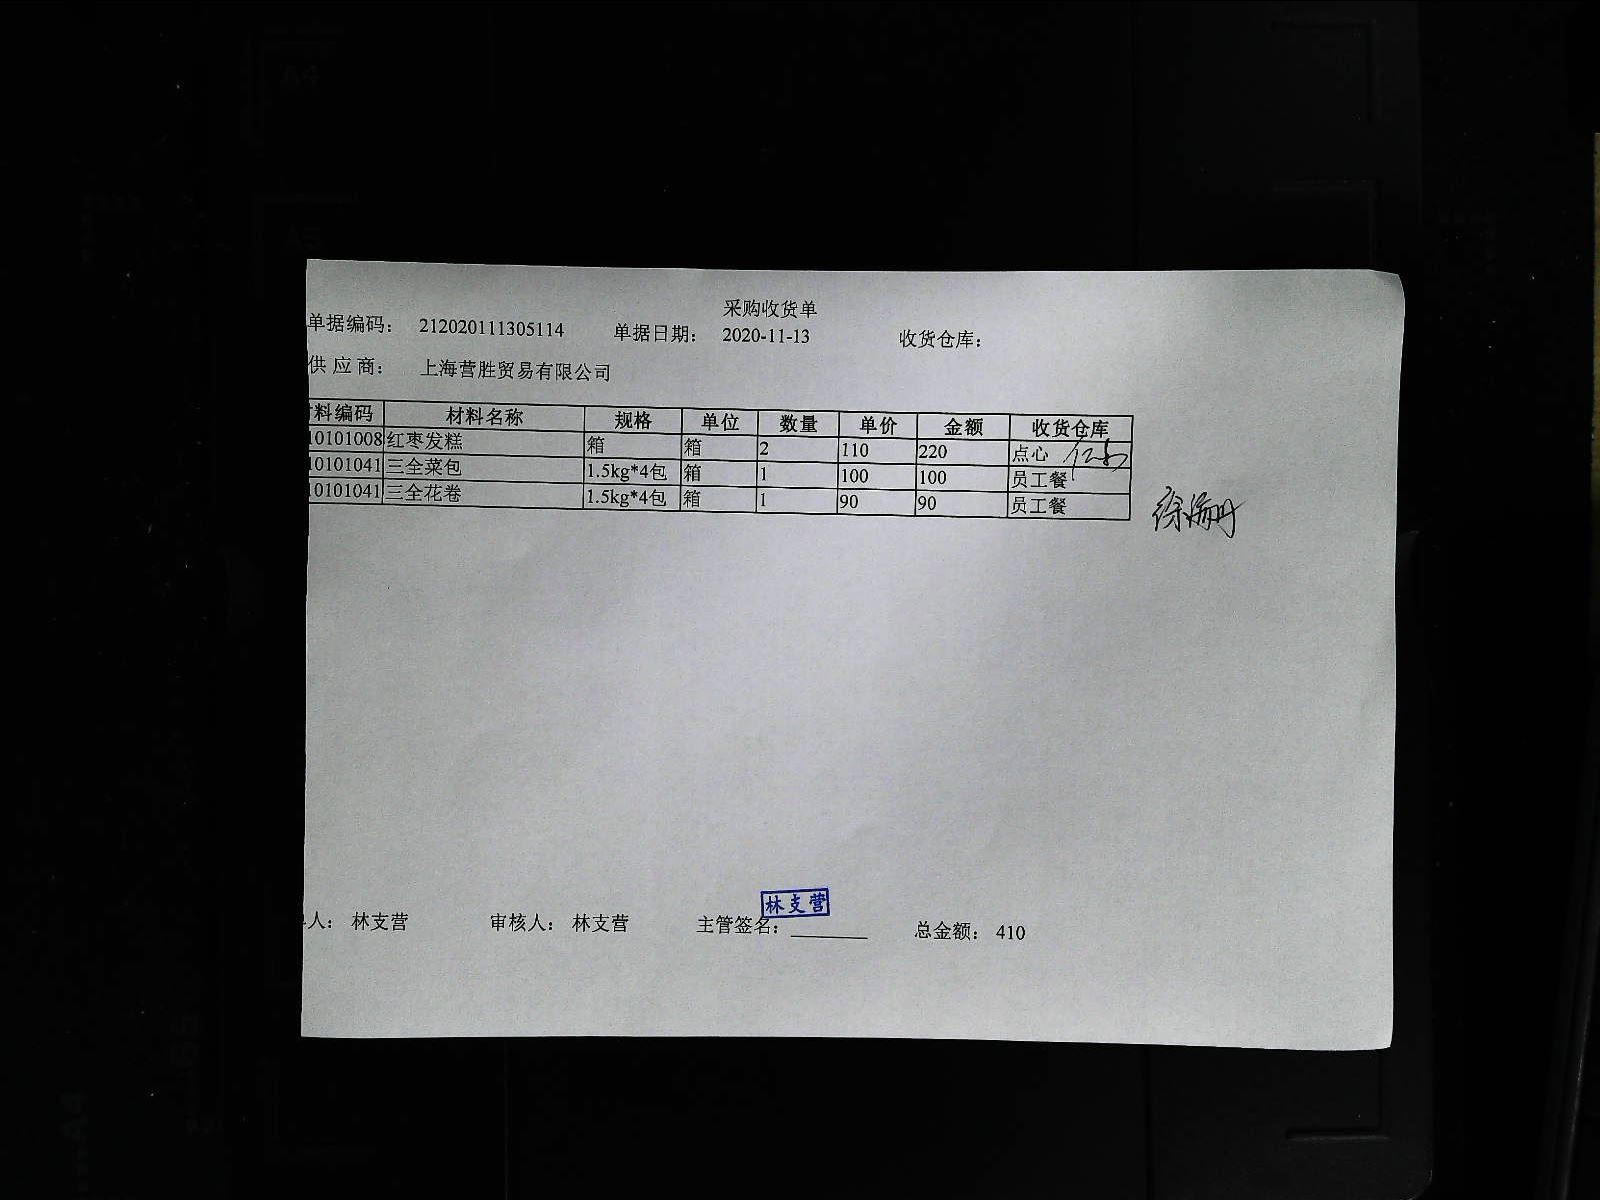 采购收货单
单据编码： 212020111305114 单据日期： 2020-11-13 收货仓库：
供 应 商： 上海营胜贸易有限公司
料编码 材料名称 规格 单位 数量 单价 金额 收货仓库
10101008 红枣发糕 箱 箱 2 110 220 点心
10101041 三全菜包 1.5kg*4包 箱 1 100 100 员工餐
10101041 三全花卷 1.5kg*4包 箱 1 90 90 员工餐
林支营
人： 林支营 审核人： 林支营 主管签名： 总金额： 410